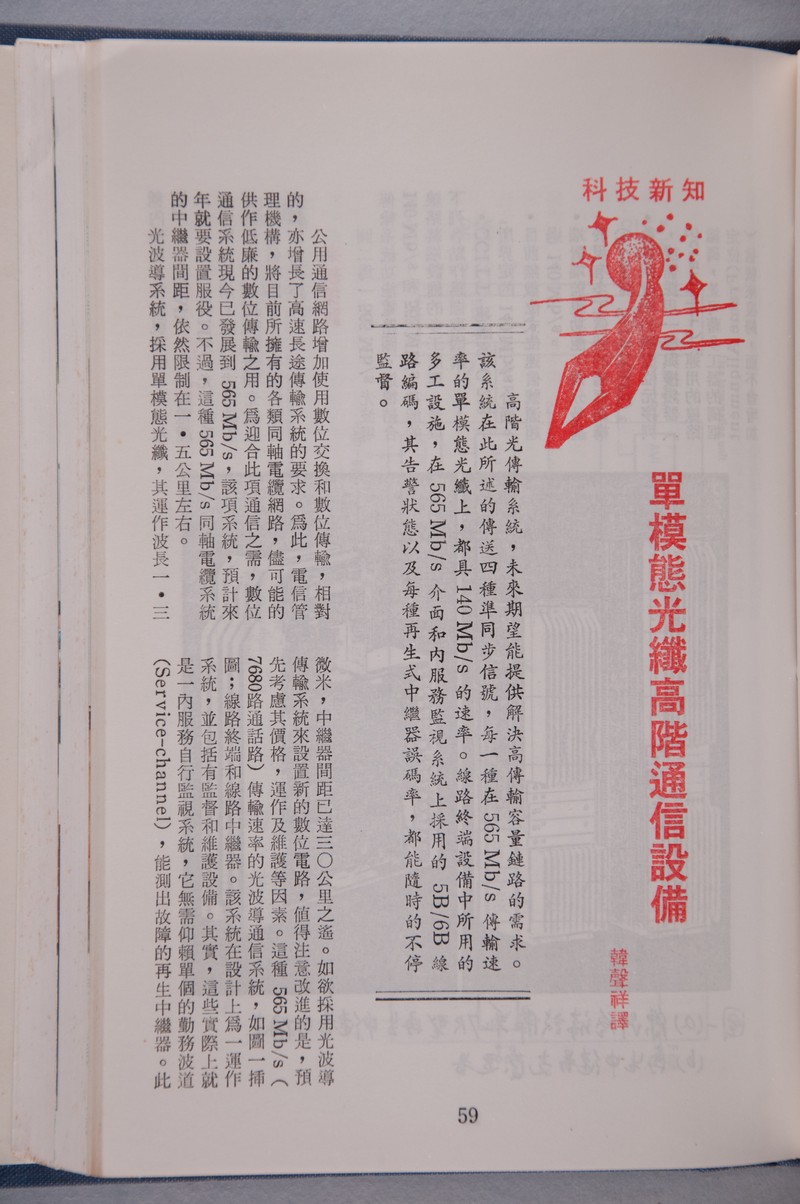 科技新知
單模態光纖高階通信設備
韓聲祥譯
高階光傳輸系統，未來期望能提供解決高傳輸容量鏈路的需求。
該系統在此所述的傳送四種準同步信號，每一種在 565 Mb/s 傳輸速
率的單模態光纖上，都具 140 Mb/s 的速率。線路終端設備中所用的
多工設施，在 565 Mb/s 介面和內服務監視系統上採用的 5B/6B 線
路編碼，其告警狀態以及每種再生式中繼器誤碼率，都能隨時的不停
監督。
公用通信網路增加使用數位交換和數位傳輸，相對
的，亦增長了高速長途傳輸系統的要求。爲此，電信管
理機構，將目前所擁有的各類同軸電纜網路，儘可能的
供作低廉的數位傳輸之用。爲迎合此項通信之需，數位
通信系統現今已發展到 565 Mb/s，該項系統，預計來
年就要設置服役。不過，這種 565 Mb/s 同軸電纜系統
的中繼器間距，依然限制在一・五公里左右。
光波導系統，採用單模態光纖，其運作波長一・三
微米，中繼器間距已達三〇公里之遙。如欲採用光波導
傳輸系統來設置新的數位電路，值得注意改進的是，預
先考慮其價格，運作及維護等因素。這種 565 Mb/s（
7680路通話路）傳輸速率的光波導通信系統，如圖一揷
圖；線路終端和線路中繼器。該系統在設計上爲一運作
系統，並包括有監督和維護設備。其實，這些實際上就
是一內服務自行監視系統，它無需仰賴單個的勤務波道
（Service-channel），能測出故障的再生中繼器。此
59